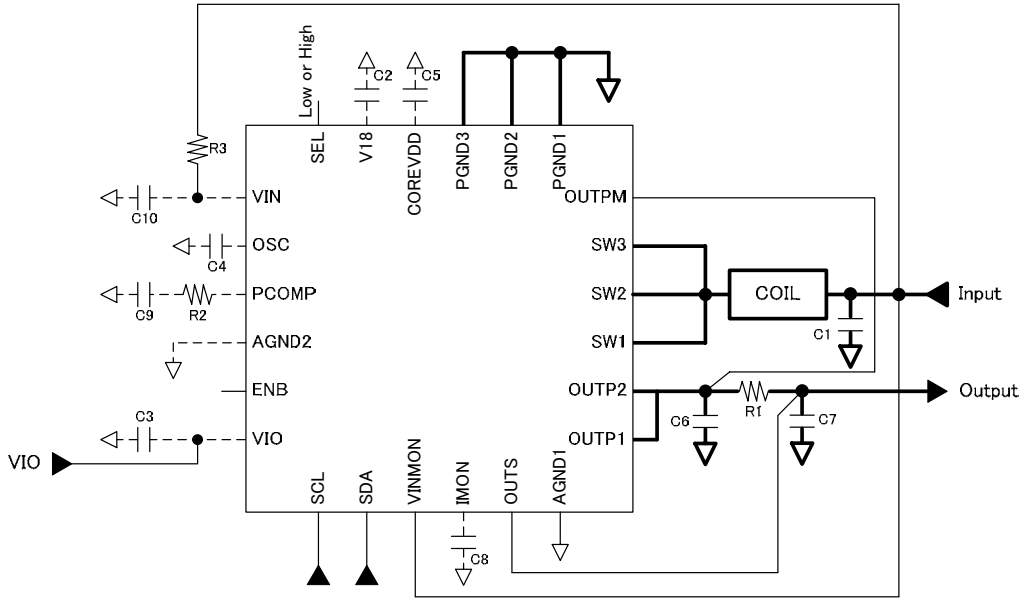 Low or High
C2
C5
R3
SEL
V18
COREVDD
PGND3
PGND2
PGND1
C10
VIN
OUTPM
C4
OSC
SW3
C9
R2
PCOMP
SW2
COIL
Input
C1
AGND2
SW1
ENB
OUTP2
R1
Output
C6
C7
C3
VIO
OUTP1
VIO
SCL
SDA
VINMON
IMON
OUTS
AGND1
C8